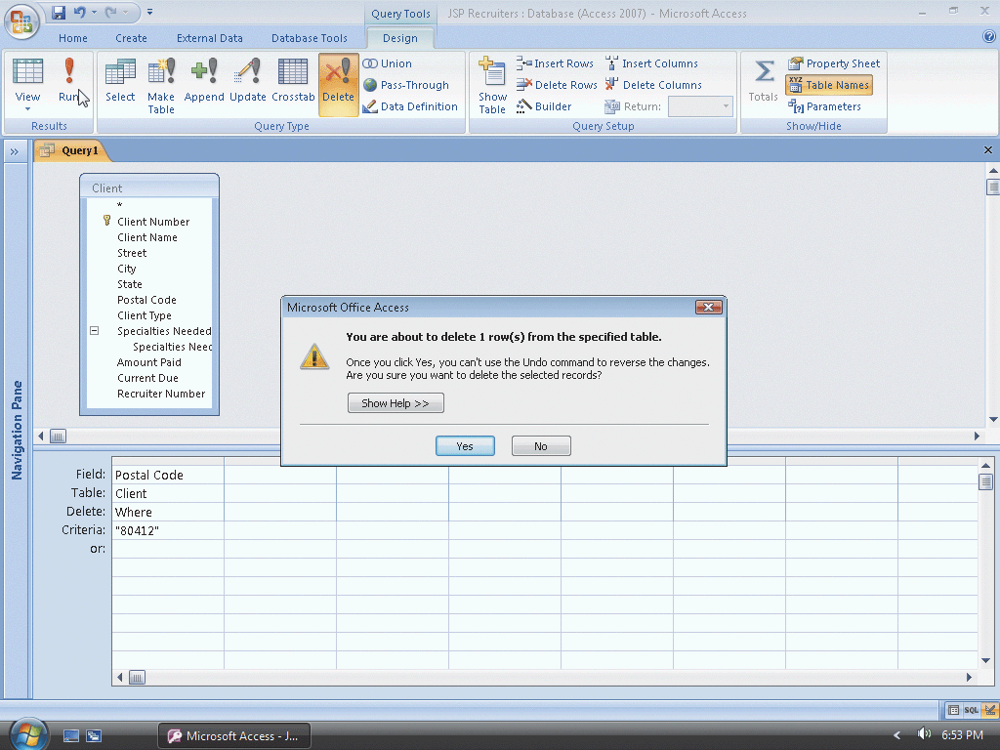 Query Tools
JSP Recruiters : Database (Access 2007) - Microsoft Access
Home
Create
External Data
Database Tools
Design
View
Run
Results
Select
Make Table
Append
Update
Crosstab
Delete
Union
Pass-Through
Data Definition
Query Type
Show Table
Insert Rows
Delete Rows
Builder
Insert Columns
Delete Columns
Return:
Query Setup
Totals
Property Sheet
XYZ
Table Names
Parameters
Show/Hide
»
Query1
Navigation Pane
Client
*
Client Number
Client Name
Street
City
State
Postal Code
Client Type
Specialties Needed
Specialties Need
Amount Paid
Current Due
Recruiter Number
Microsoft Office Access
You are about to delete 1 row(s) from the specified table.
Once you click Yes, you can't use the Undo command to reverse the changes.
Are you sure you want to delete the selected records?
Show Help >>
Yes
No
Field: Postal Code
Table: Client
Delete: Where
Criteria: "80412"
or:
SQL
Microsoft Access - J...
6:53 PM